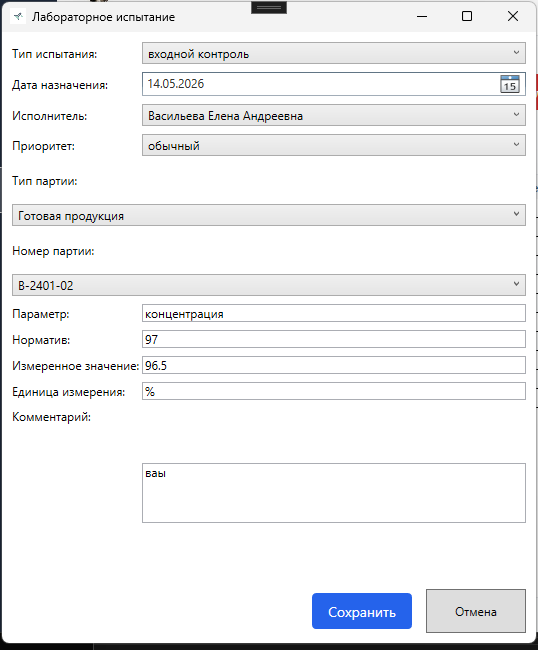 Лабораторное испытание
Тип испытания: входной контроль
Дата назначения: 14.05.2026 15
Исполнитель: Васильева Елена Андреевна
Приоритет: обычный
Тип партии:
Готовая продукция
Номер партии:
B-2401-02
Параметр: концентрация
Норматив: 97
Измеренное значение: 96.5
Единица измерения: %
Комментарий:
ваы
Сохранить Отмена